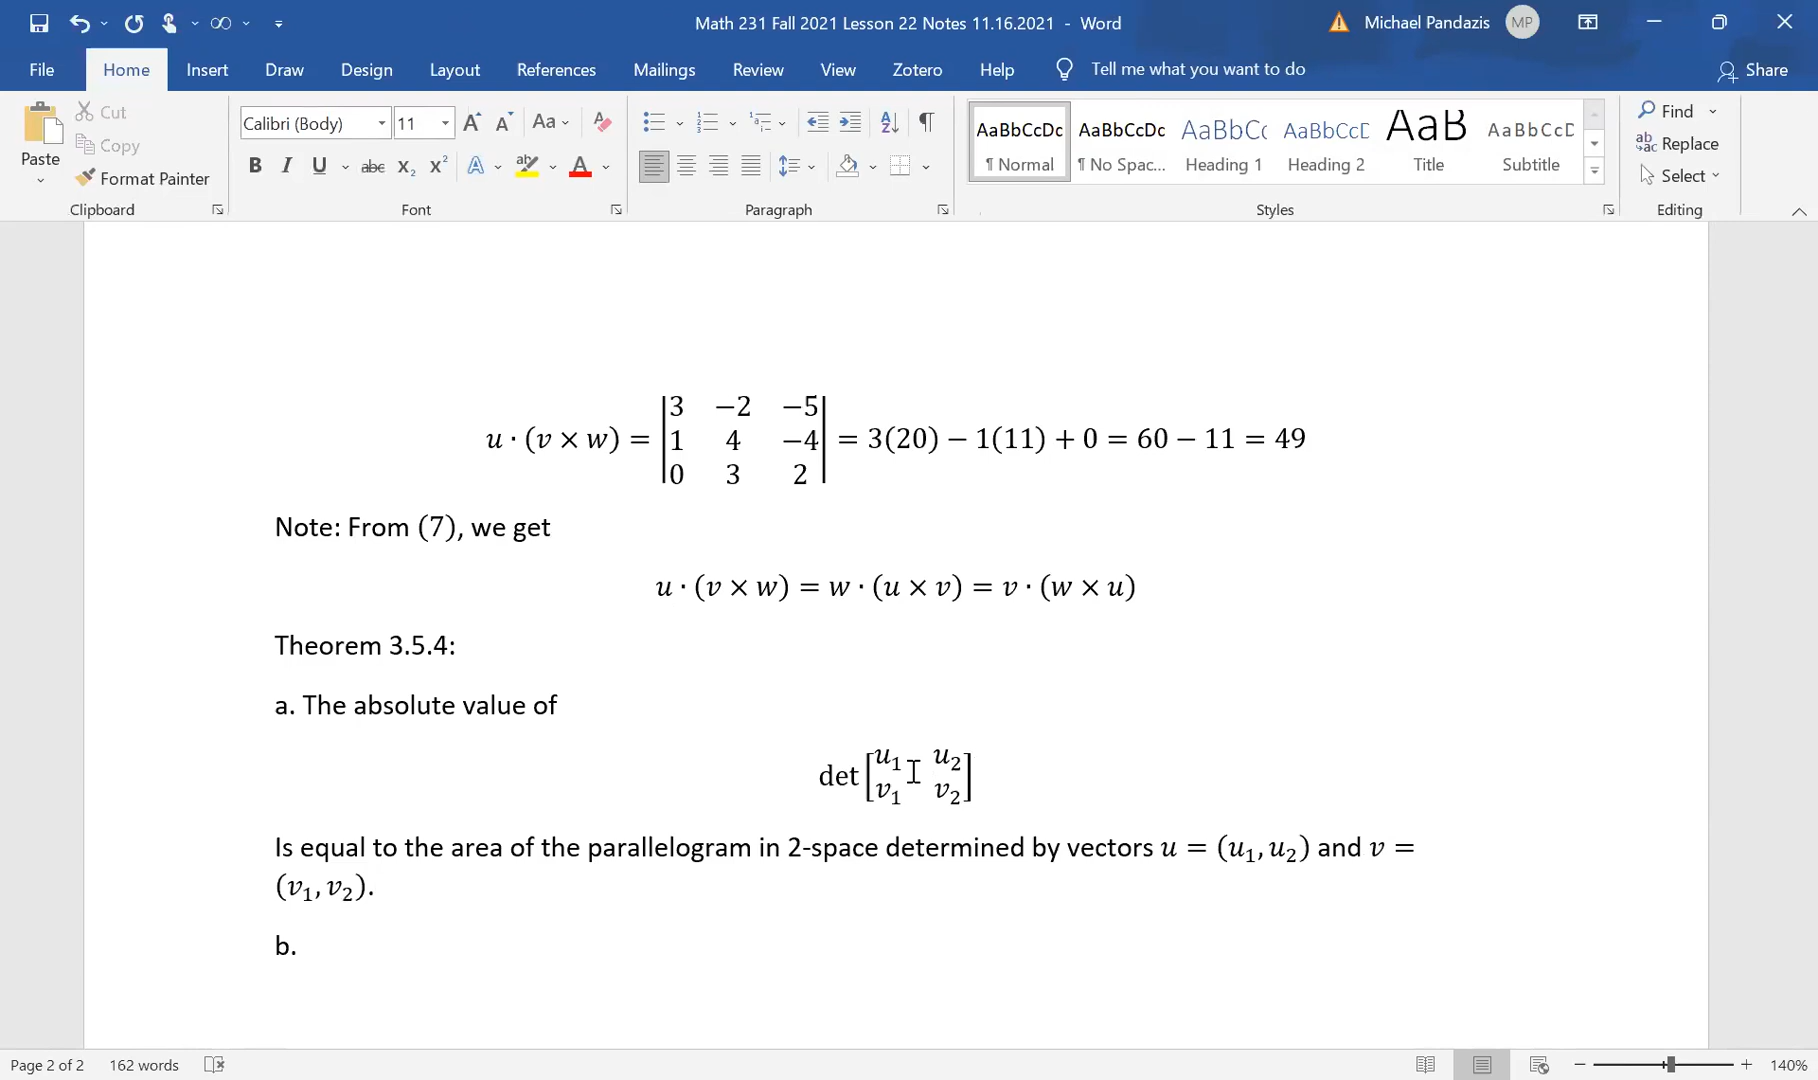 Math 231 Fall 2021 Lesson 22 Notes 11.16.2021 - Word
Michael Pandazis MP
File Home Insert Draw Design Layout References Mailings Review View Zotero Help Tell me what you want to do Share
Paste
Cut
Copy
Format Painter
Clipboard
Calibri (Body) 11
Font
Paragraph
AaBbCcDc AaBbCcDc AaBbCc AaBbCcD AaB AaBbCcD
¶ Normal ¶ No Spac... Heading 1 Heading 2 Title Subtitle
Styles
Find
Replace
Select
Editing
u · (v × w) = |3 −2 −5; 1 4 −4; 0 3 2| = 3(20) − 1(11) + 0 = 60 − 11 = 49
Note: From (7), we get
u · (v × w) = w · (u × v) = v · (w × u)
Theorem 3.5.4:
a. The absolute value of
det [u₁ u₂; v₁ v₂]
Is equal to the area of the parallelogram in 2-space determined by vectors u = (u₁, u₂) and v =
(v₁, v₂).
b.
Page 2 of 2 162 words 140%